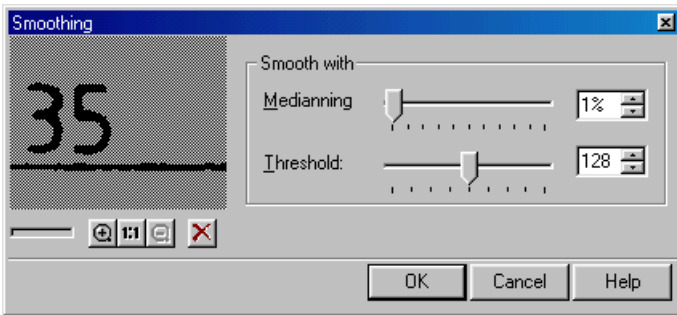 Smoothing
35
Smooth with
Medianning
1%
Threshold:
128
1:1
OK
Cancel
Help